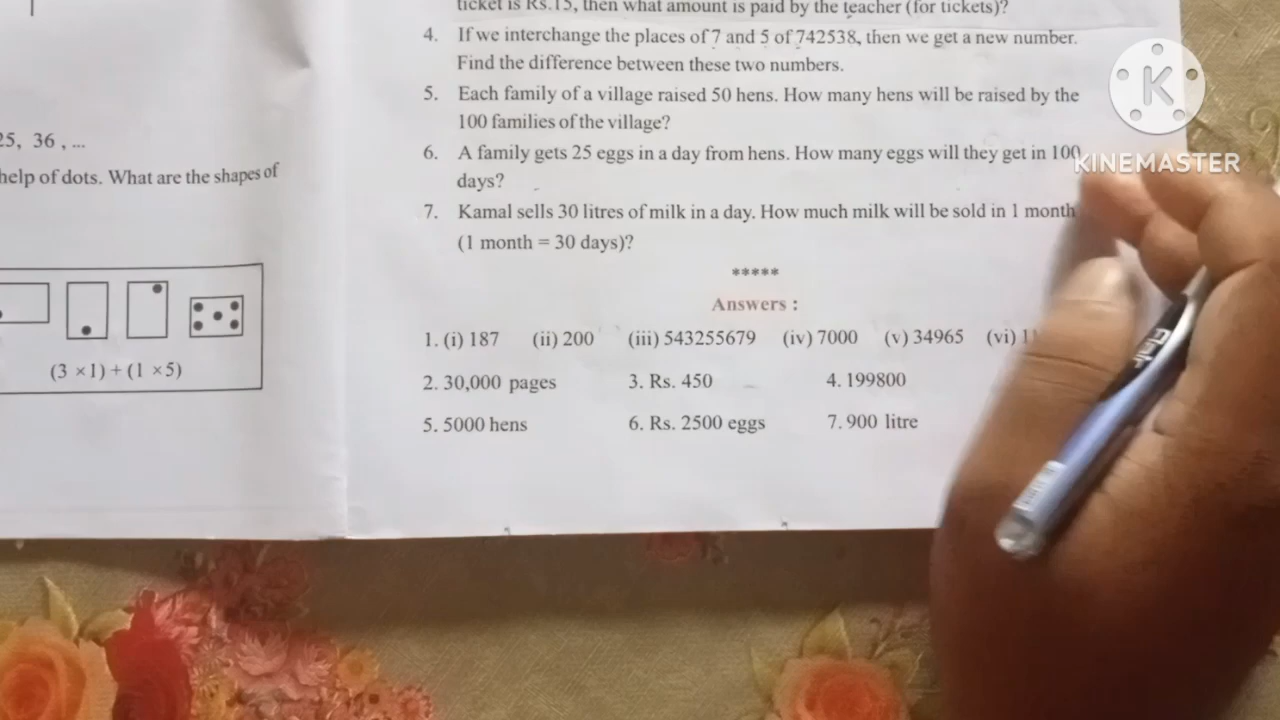 25, 36 , ...
help of dots. What are the shapes of
(3 ×1) + (1 ×5)
ticket is Rs.15, then what amount is paid by the teacher (for tickets)?
4. If we interchange the places of 7 and 5 of 742538, then we get a new number.
Find the difference between these two numbers.
5. Each family of a village raised 50 hens. How many hens will be raised by the
100 families of the village?
6. A family gets 25 eggs in a day from hens. How many eggs will they get in 100
days?
7. Kamal sells 30 litres of milk in a day. How much milk will be sold in 1 month
(1 month = 30 days)?
*****
Answers :
1. (i) 187 (ii) 200 (iii) 543255679 (iv) 7000 (v) 34965 (vi)
2. 30,000 pages 3. Rs. 450 4. 199800
5. 5000 hens 6. Rs. 2500 eggs 7. 900 litre
K
KINEMASTER